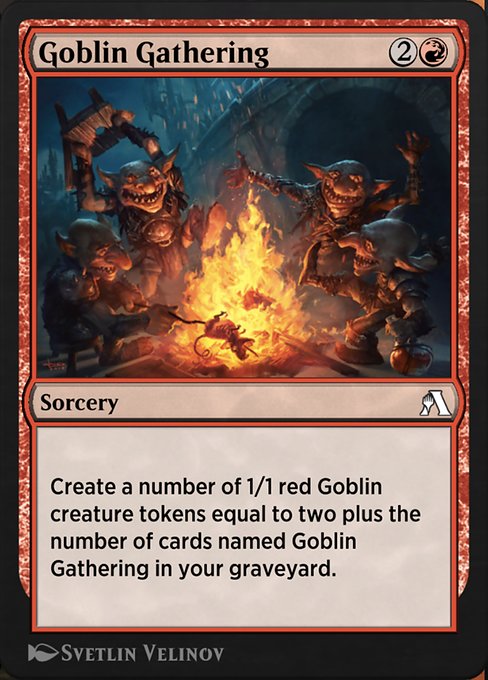 Goblin Gathering 2
Sorcery
Create a number of 1/1 red Goblin
creature tokens equal to two plus the
number of cards named Goblin
Gathering in your graveyard.
Svetlin Velinov